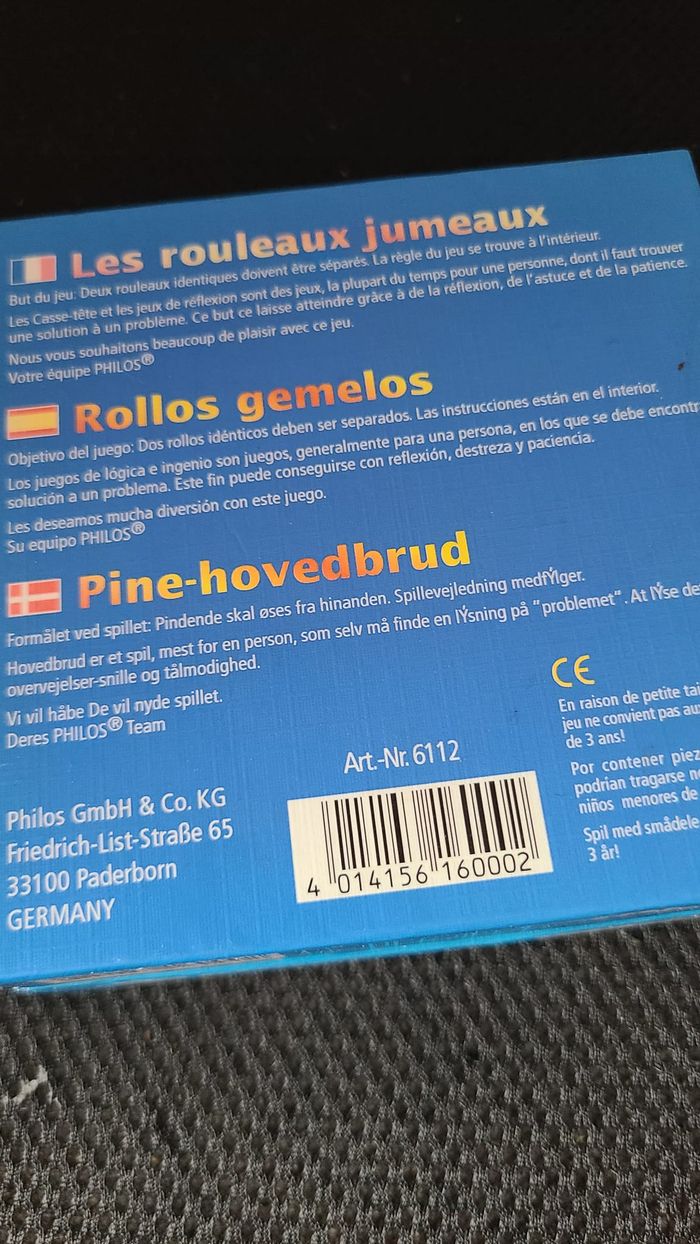 Les rouleaux jumeaux
But du jeu: Deux rouleaux identiques doivent être séparés. La règle du jeu se trouve à l'intérieur.
Les Casse-tête et les jeux de réflexion sont des jeux, la plupart du temps pour une personne, dont il faut trouver
une solution à un problème. Ce but ce laisse atteindre grâce à de la réflexion, de l'astuce et de la patience.
Nous vous souhaitons beaucoup de plaisir avec ce jeu.
Votre équipe PHILOS®
Rollos gemelos
Objetivo del juego: Dos rollos idénticos deben ser separados. Las instrucciones están en el interior.
Los juegos de lógica e ingenio son juegos, generalmente para una persona, en los que se debe encontr
solución a un problema. Este fin puede conseguirse con reflexión, destreza y paciencia.
Les deseamos mucha diversión con este juego.
Su equipo PHILOS®
Pine-hovedbrud
Formålet ved spillet: Pindende skal øses fra hinanden. Spillevejledning medfÝlger.
Hovedbrud er et spil, mest for en person, som selv må finde en lÝsning på "problemet". At lÝse de
overvejelser-snille og tålmodighed.
Vi vil håbe De vil nyde spillet.
Deres PHILOS® Team
CE
En raison de petite tai
jeu ne convient pas au
de 3 ans!
Por contener piez
podrían tragarse n
niños menores de
Spil med smådele
3 år!
Art.-Nr. 6112
4 014156 160002
Philos GmbH & Co. KG
Friedrich-List-Straße 65
33100 Paderborn
GERMANY